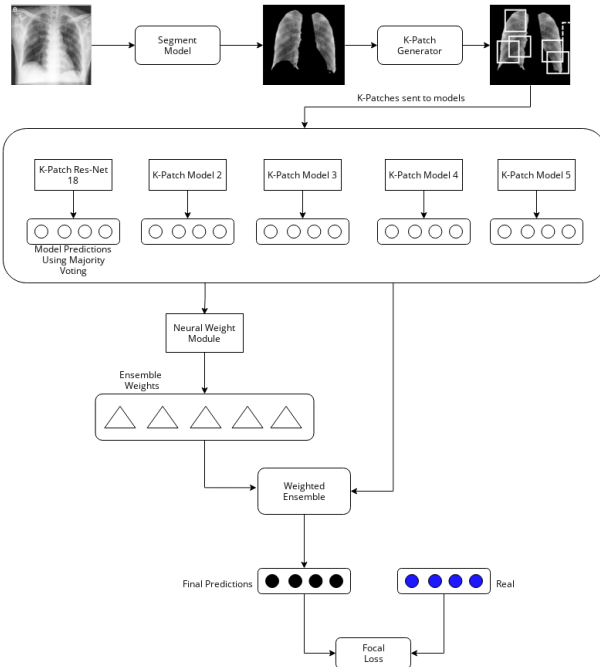 Segment
Model
K-Patch
Generator
K-Patches sent to models
K-Patch Res-Net
18
K-Patch Model 2
K-Patch Model 3
K-Patch Model 4
K-Patch Model 5
Model Predictions
Using Majority
Voting
Neural Weight
Module
Ensemble
Weights
Weighted
Ensemble
Final Predictions
Real
Focal
Loss